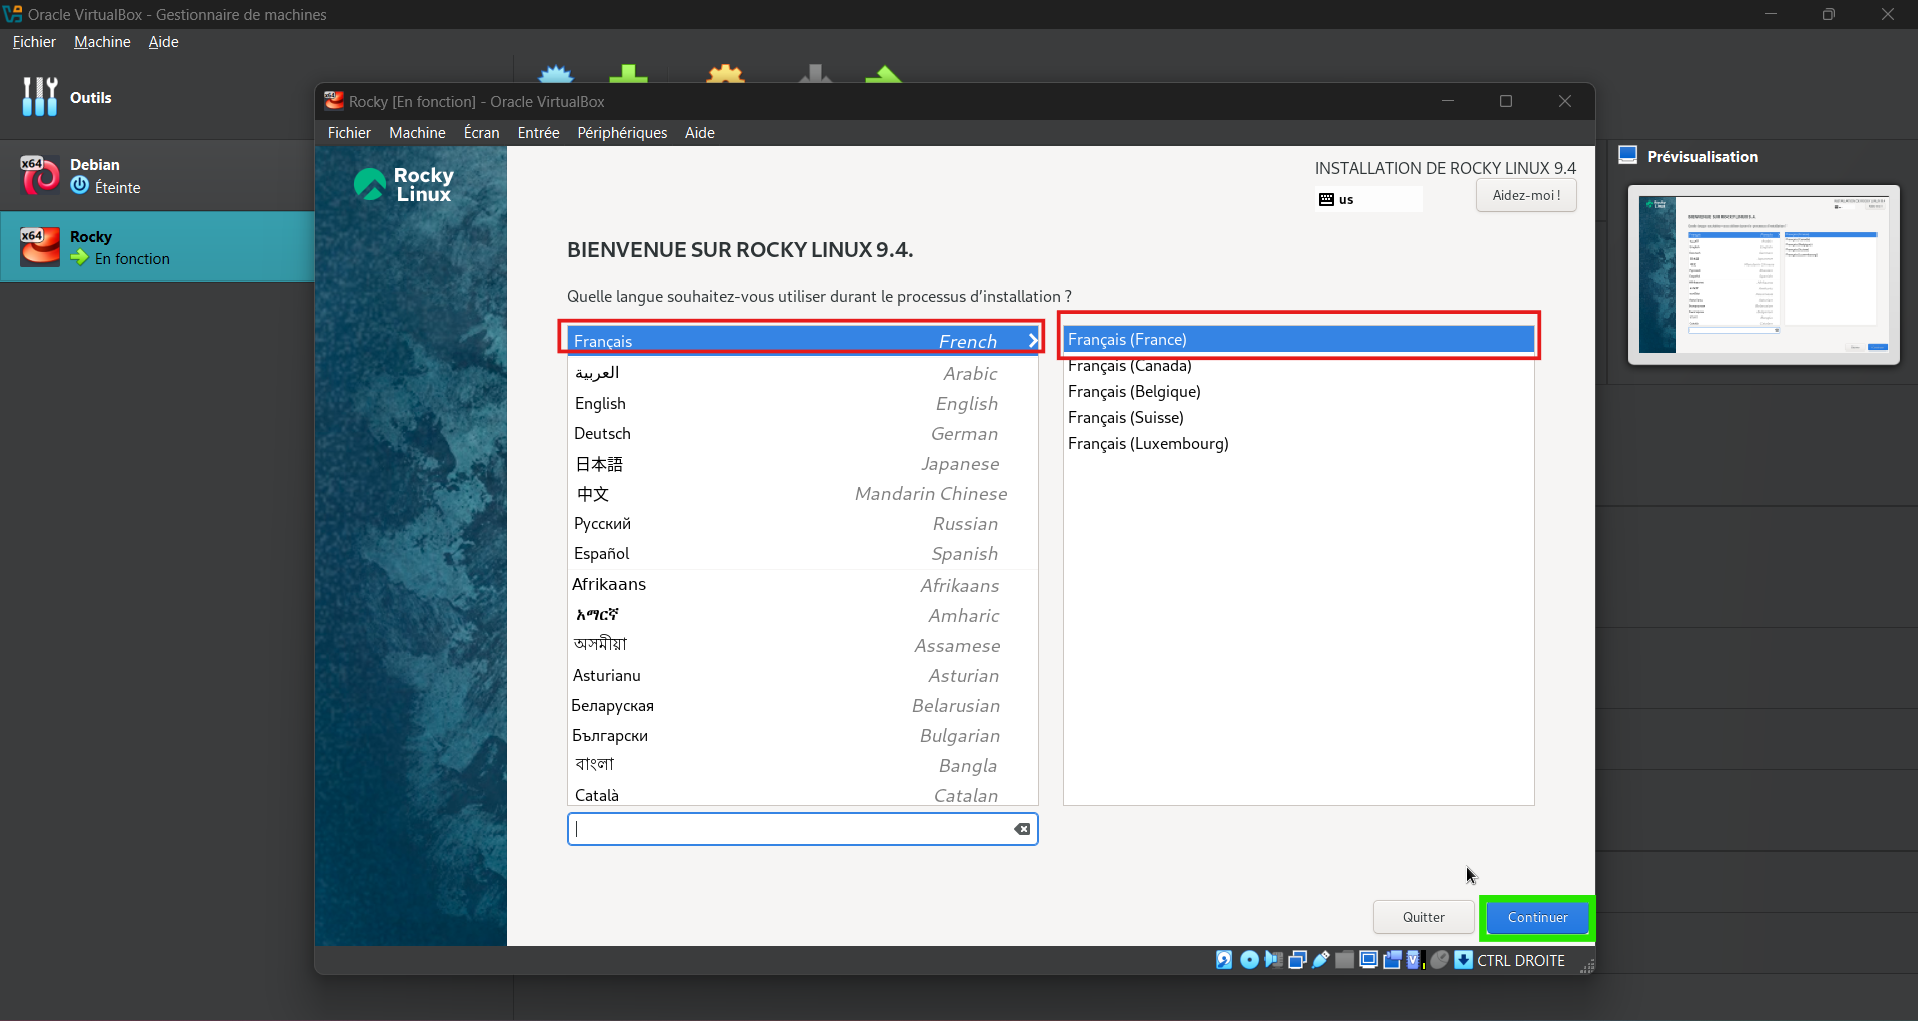 Oracle VirtualBox - Gestionnaire de machines
Fichier Machine Aide
Outils
x64 Debian
Éteinte
x64 Rocky
En fonction
Rocky [En fonction] - Oracle VirtualBox
Fichier Machine Écran Entrée Périphériques Aide
Rocky
Linux
INSTALLATION DE ROCKY LINUX 9.4
us
Aidez-moi !
BIENVENUE SUR ROCKY LINUX 9.4.
Quelle langue souhaitez-vous utiliser durant le processus d'installation ?
Français French
العربية Arabic
English English
Deutsch German
日本語 Japanese
中文 Mandarin Chinese
Русский Russian
Español Spanish
Afrikaans Afrikaans
አማርኛ Amharic
অসমীয়া Assamese
Asturianu Asturian
Беларуская Belarusian
Български Bulgarian
বাংলা Bangla
Català Catalan
Français (France)
Français (Canada)
Français (Belgique)
Français (Suisse)
Français (Luxembourg)
Quitter Continuer
CTRL DROITE
Prévisualisation